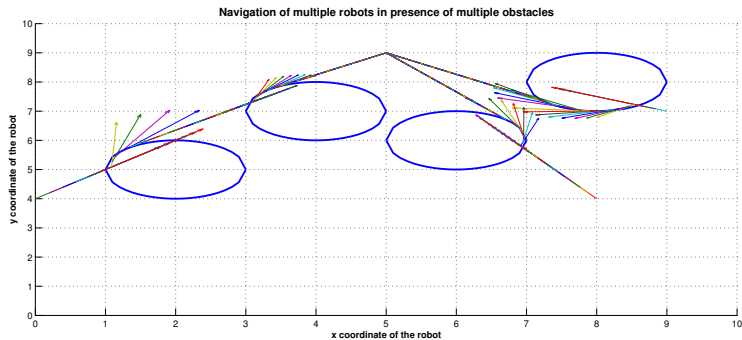 Navigation of multiple robots in presence of multiple obstacles
10
9
8
7
6
5
4
3
2
1
0
y coordinate of the robot
0 1 2 3 4 5 6 7 8 9 10
x coordinate of the robot